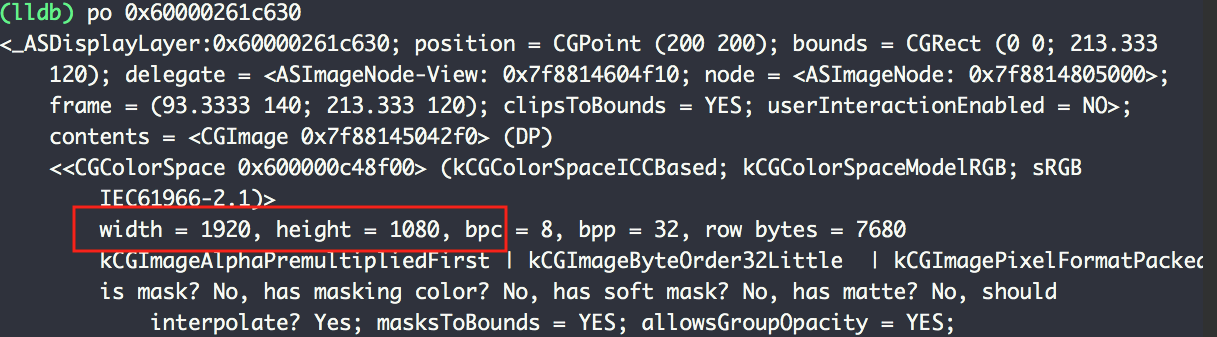 (lldb) po 0x60000261c630
<_ASDisplayLayer:0x60000261c630; position = CGPoint (200 200); bounds = CGRect (0 0; 213.333
120); delegate = <ASImageNode-View: 0x7f8814604f10; node = <ASImageNode: 0x7f8814805000>;
frame = (93.3333 140; 213.333 120); clipsToBounds = YES; userInteractionEnabled = NO>;
contents = <CGImage 0x7f88145042f0> (DP)
<<CGColorSpace 0x600000c48f00> (kCGColorSpaceICCBased; kCGColorSpaceModelRGB; sRGB
IEC61966-2.1)>
width = 1920, height = 1080, bpc = 8, bpp = 32, row bytes = 7680
kCGImageAlphaPremultipliedFirst | kCGImageByteOrder32Little  | kCGImagePixelFormatPacked
is mask? No, has masking color? No, has soft mask? No, has matte? No, should
interpolate? Yes; masksToBounds = YES; allowsGroupOpacity = YES;